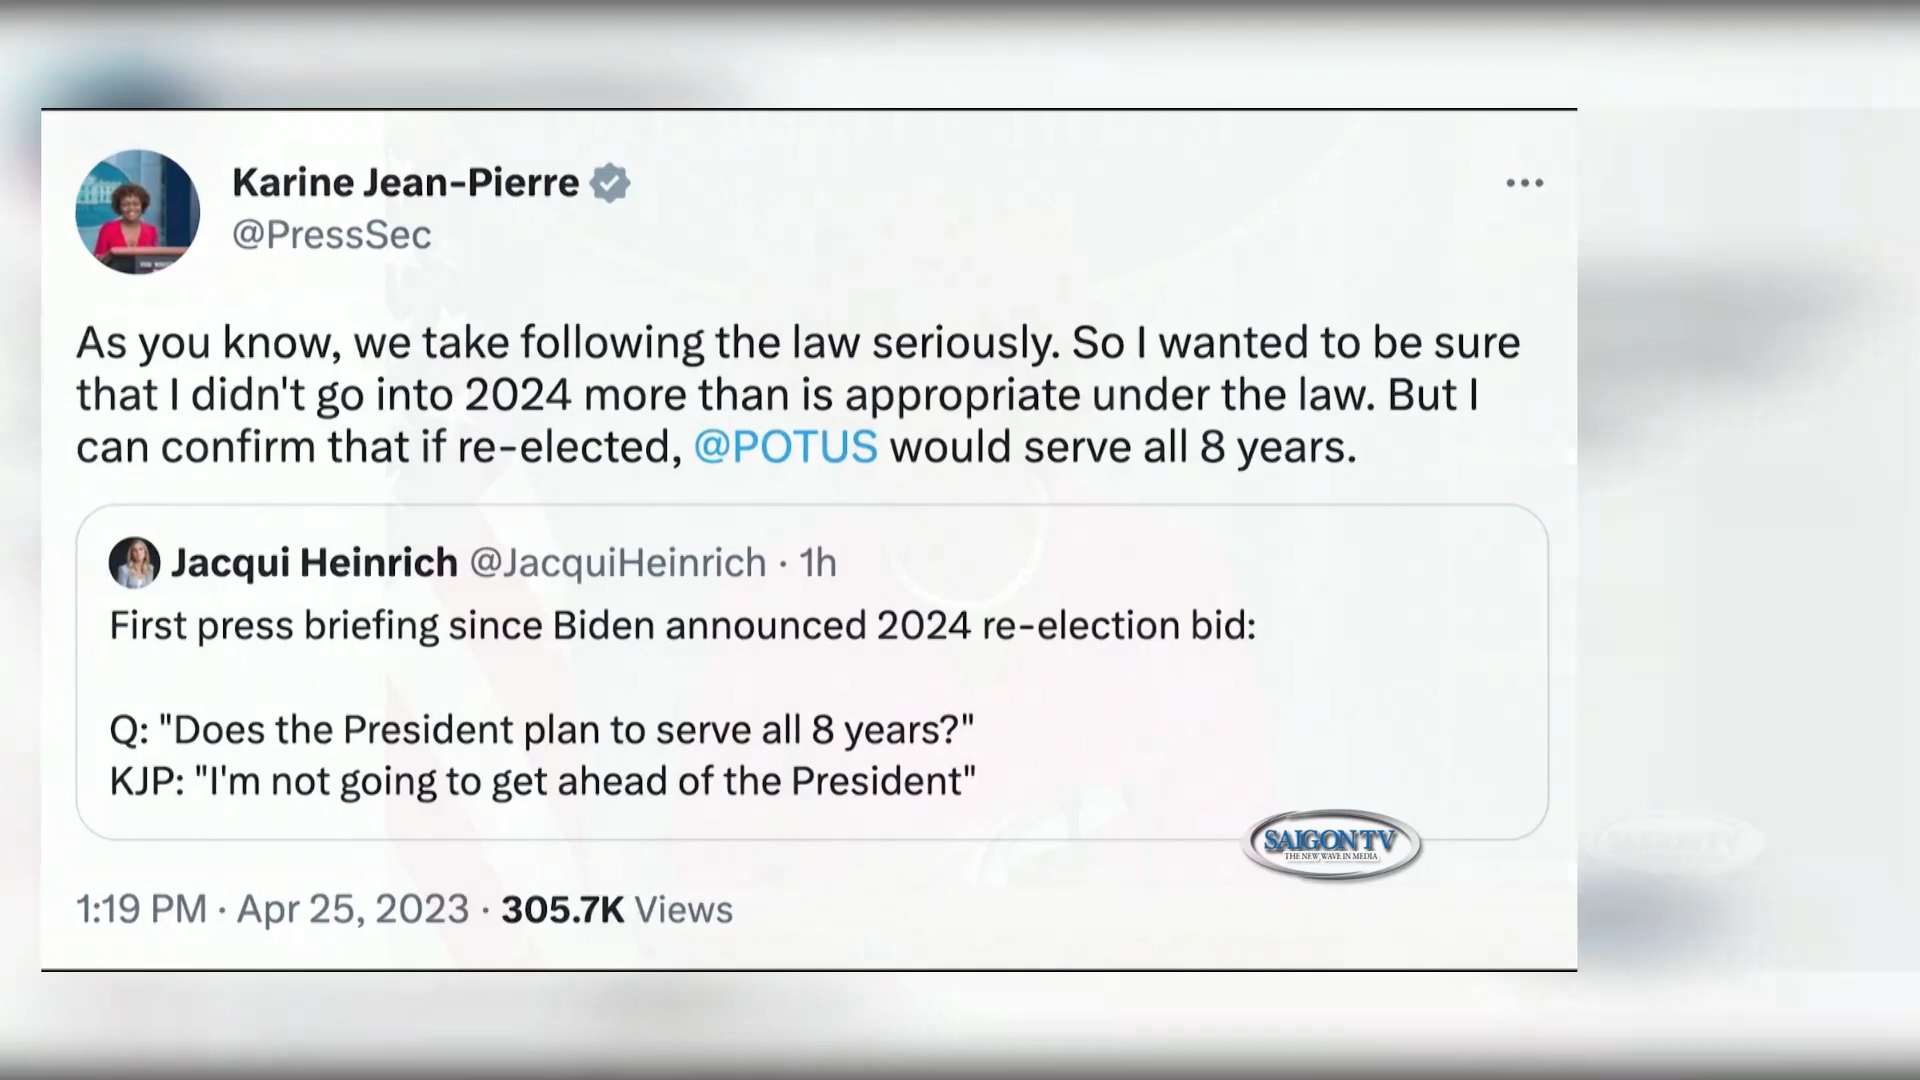 Karine Jean-Pierre
@PressSec
As you know, we take following the law seriously. So I wanted to be sure
that I didn't go into 2024 more than is appropriate under the law. But I
can confirm that if re-elected, @POTUS would serve all 8 years.
Jacqui Heinrich @JacquiHeinrich · 1h
First press briefing since Biden announced 2024 re-election bid:
Q: "Does the President plan to serve all 8 years?"
KJP: "I'm not going to get ahead of the President"
SAIGON TV
THE NEW WAVE IN MEDIA
1:19 PM · Apr 25, 2023 · 305.7K Views